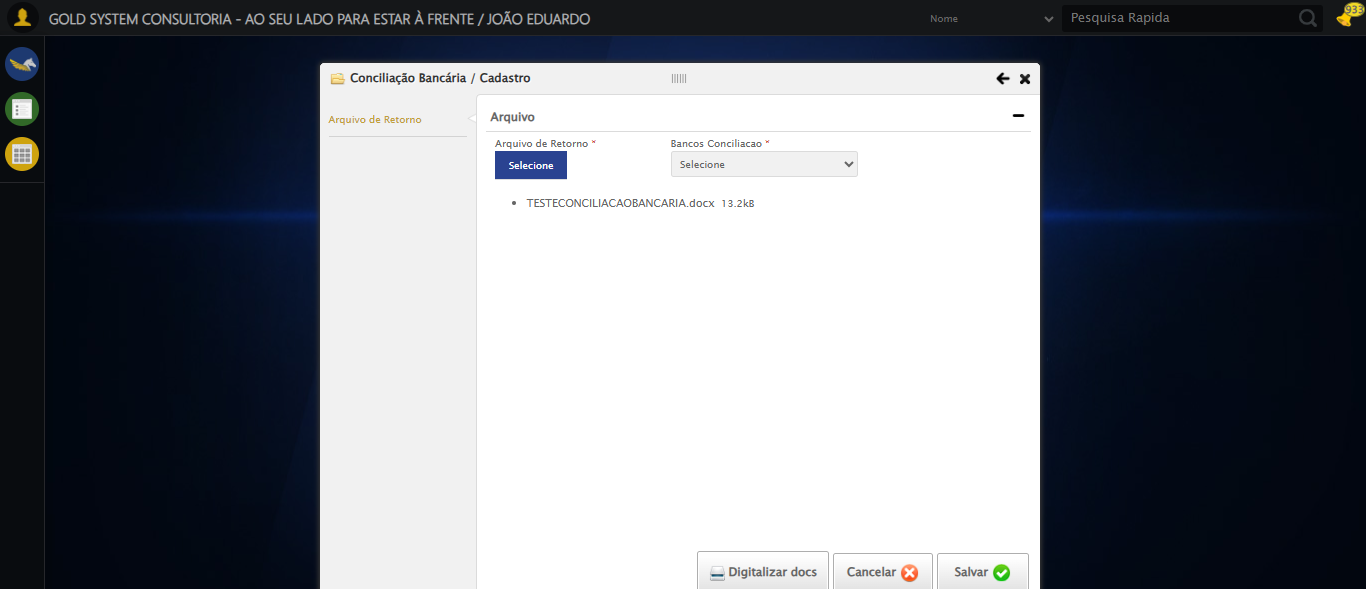 GOLD SYSTEM CONSULTORIA - AO SEU LADO PARA ESTAR À FRENTE / JOÃO EDUARDO
Nome
Pesquisa Rapida
933
Conciliação Bancária / Cadastro
Arquivo de Retorno
Arquivo
Arquivo de Retorno * Bancos Conciliacao *
Selecione Selecione
• TESTECONCILIACAOBANCARIA.docx 13.2kB
Digitalizar docs Cancelar Salvar